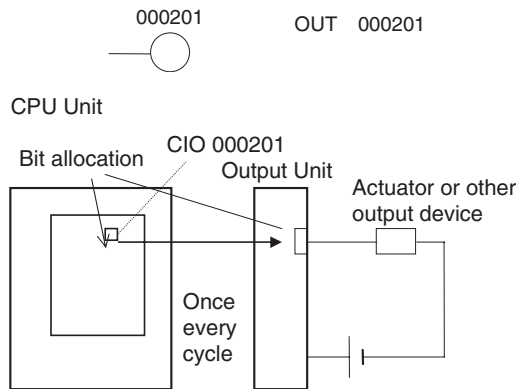 000201
OUT 000201
CPU Unit
CIO 000201
Bit allocation
Output Unit
Actuator or other
output device
Once
every
cycle